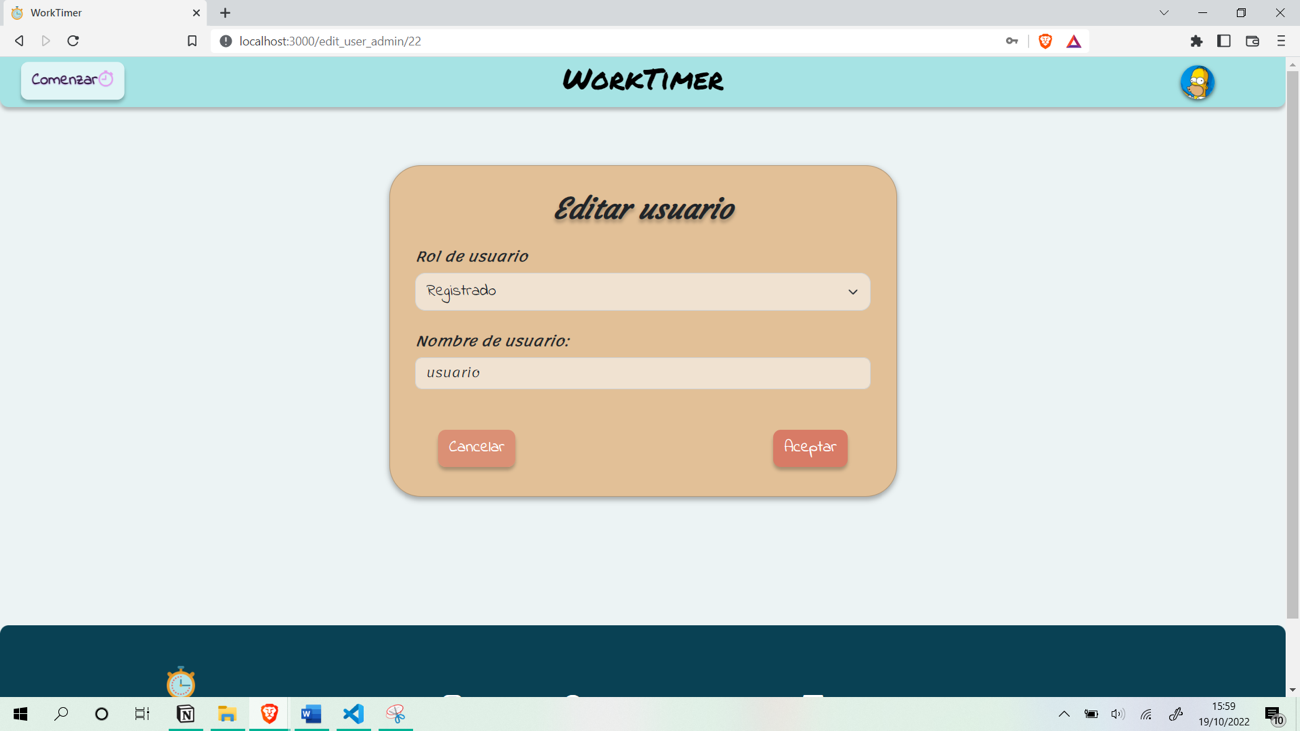 WorkTimer
localhost:3000/edit_user_admin/22
Comenzar
WorkTimer
Editar usuario
Rol de usuario
Registrado
Nombre de usuario:
usuario
Cancelar
Aceptar
15:59
19/10/2022
10